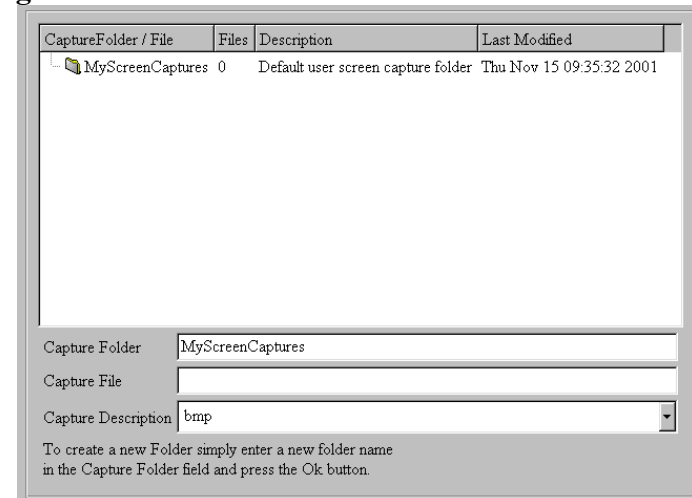 CaptureFolder / File Files Description Last Modified
MyScreenCaptures 0 Default user screen capture folder Thu Nov 15 09:35:32 2001
Capture Folder MyScreenCaptures
Capture File
Capture Description bmp
To create a new Folder simply enter a new folder name
in the Capture Folder field and press the Ok button.